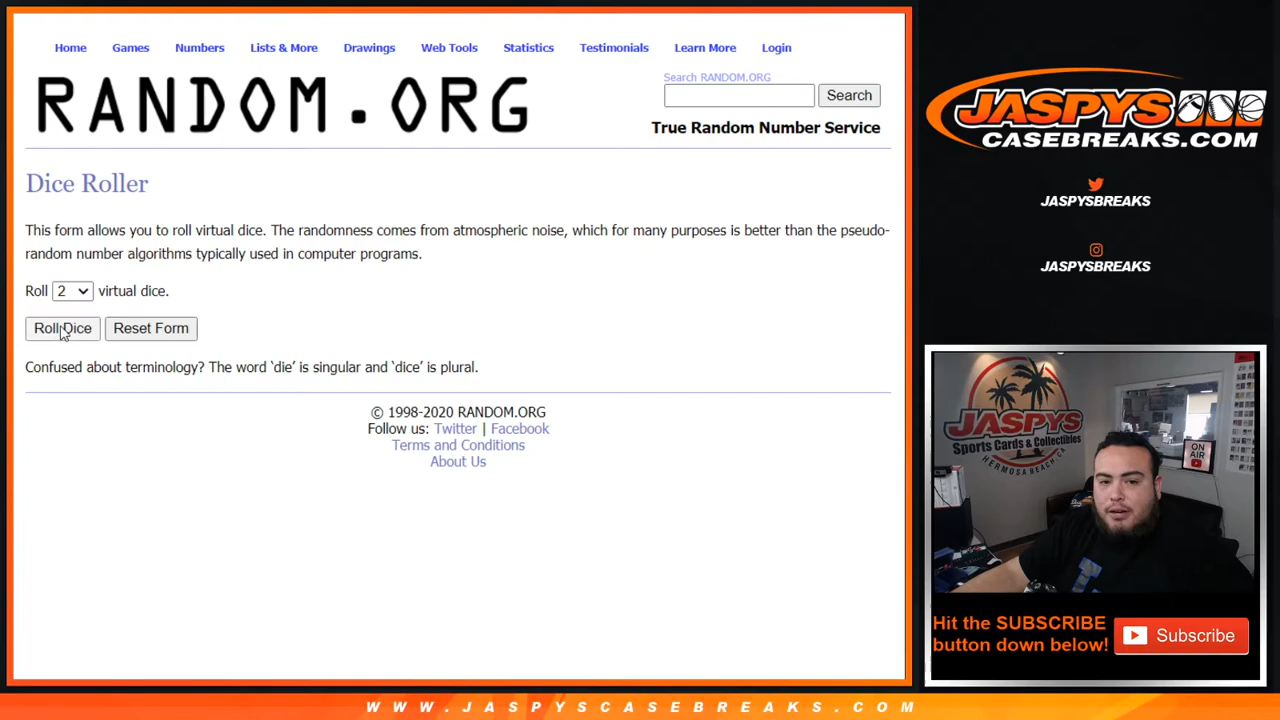 Home Games Numbers Lists & More Drawings Web Tools Statistics Testimonials Learn More Login
RANDOM.ORG
Search RANDOM.ORG
Search
True Random Number Service
Dice Roller
This form allows you to roll virtual dice. The randomness comes from atmospheric noise, which for many purposes is better than the pseudo-
random number algorithms typically used in computer programs.
Roll 2 virtual dice.
Roll Dice Reset Form
Confused about terminology? The word ‘die’ is singular and ‘dice’ is plural.
© 1998-2020 RANDOM.ORG
Follow us: Twitter | Facebook
Terms and Conditions
About Us
JASPYS
CASEBREAKS.COM
JASPYSBREAKS
JASPYSBREAKS
JASPYS
Sports Cards & Collectibles
HERMOSA BEACH, CA
ON
AIR
Hit the SUBSCRIBE
button down below!
Subscribe
WWW.JASPYSCASEBREAKS.COM